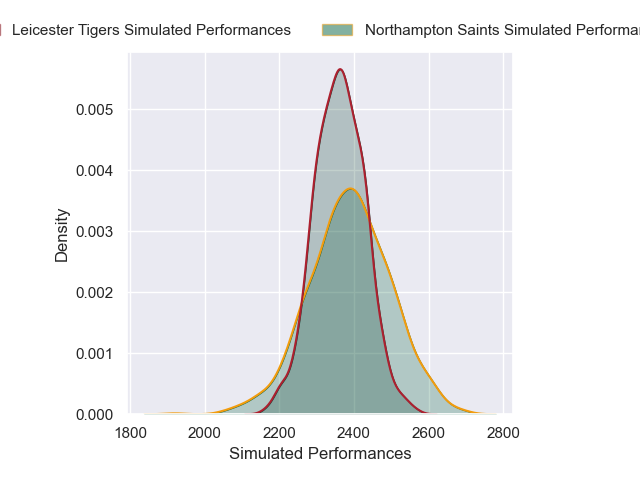 Leicester Tigers Simulated Performances Northampton Saints Simulated
0.005
0.004
0.003
0.002
0.001
0.000
Density
1800 2000 2200 2400 2600 2800
Simulated Performances